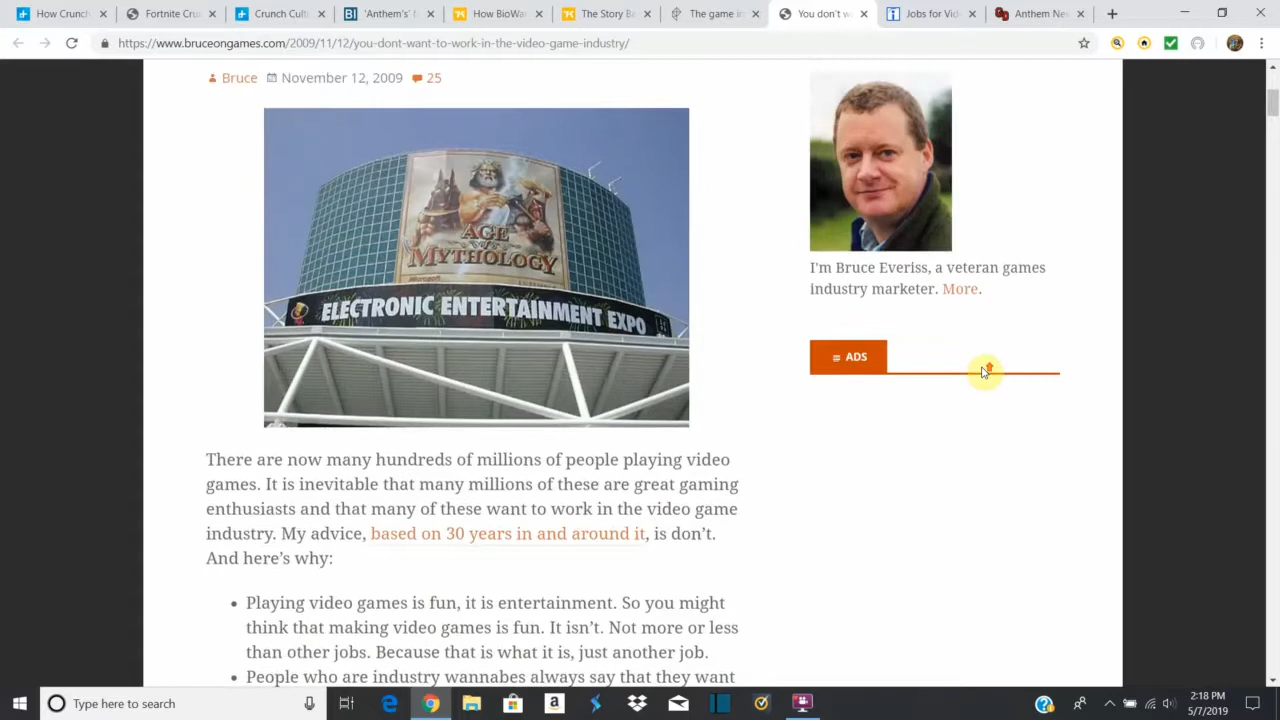 How Crunch
Fortnite Cru
Crunch Cult
'Anthem's'
How BioWa
The Story B
The game in
You don't w
Jobs for Vid
Anthem Ne
https://www.bruceongames.com/2009/11/12/you-dont-want-to-work-in-the-video-game-industry/
Bruce November 12, 2009 25
AGE
MYTHOLOGY
Microsoft
ELECTRONIC ENTERTAINMENT EXPO
I'm Bruce Everiss, a veteran games
industry marketer. More.
ADS
There are now many hundreds of millions of people playing video
games. It is inevitable that many millions of these are great gaming
enthusiasts and that many of these want to work in the video game
industry. My advice, based on 30 years in and around it, is don't.
And here's why:
• Playing video games is fun, it is entertainment. So you might
think that making video games is fun. It isn't. Not more or less
than other jobs. Because that is what it is, just another job.
• People who are industry wannabes always say that they want
Type here to search
2:18 PM
5/7/2019